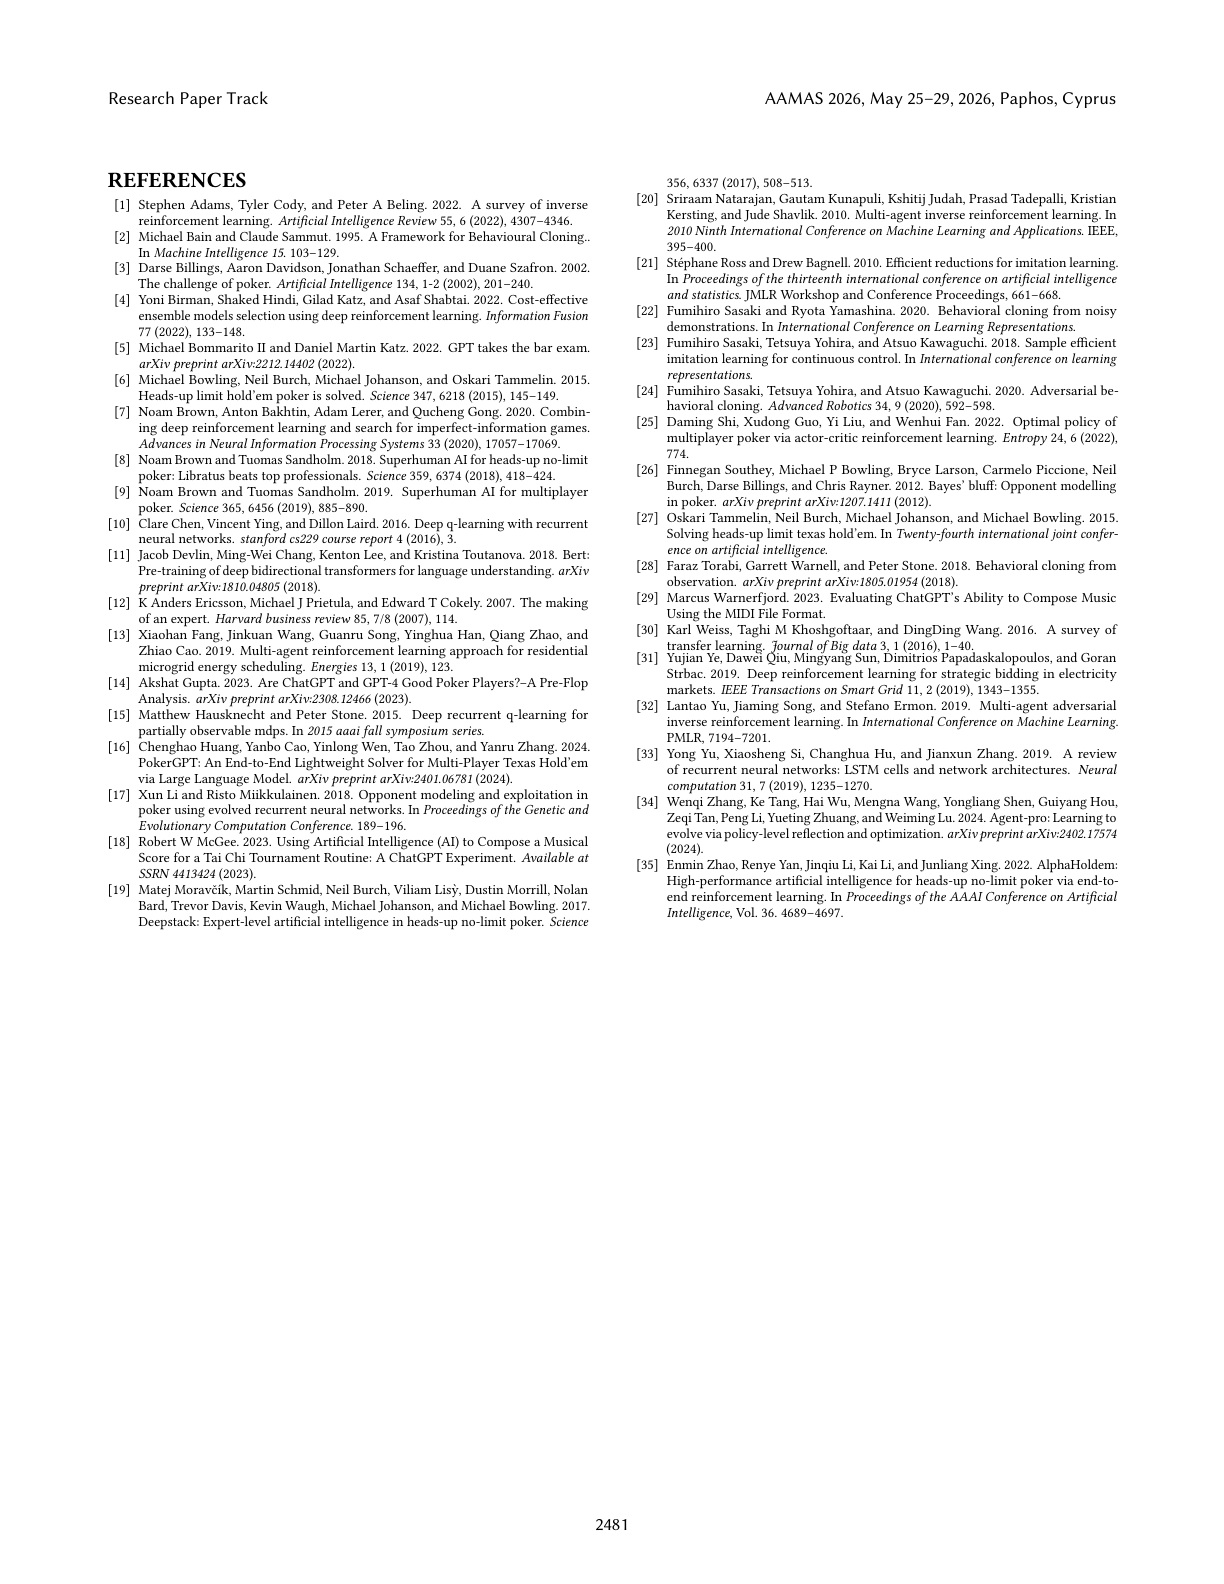 Research Paper Track
AAMAS 2026, May 25–29, 2026, Paphos, Cyprus
REFERENCES
[1] Stephen Adams, Tyler Cody, and Peter A Beling. 2022. A survey of inverse
reinforcement learning. Artificial Intelligence Review 55, 6 (2022), 4307–4346.
[2] Michael Bain and Claude Sammut. 1995. A Framework for Behavioural Cloning..
In Machine Intelligence 15. 103–129.
[3] Darse Billings, Aaron Davidson, Jonathan Schaeffer, and Duane Szafron. 2002.
The challenge of poker. Artificial Intelligence 134, 1-2 (2002), 201–240.
[4] Yoni Birman, Shaked Hindi, Gilad Katz, and Asaf Shabtai. 2022. Cost-effective
ensemble models selection using deep reinforcement learning. Information Fusion
77 (2022), 133–148.
[5] Michael Bommarito II and Daniel Martin Katz. 2022. GPT takes the bar exam.
arXiv preprint arXiv:2212.14402 (2022).
[6] Michael Bowling, Neil Burch, Michael Johanson, and Oskari Tammelin. 2015.
Heads-up limit hold'em poker is solved. Science 347, 6218 (2015), 145–149.
[7] Noam Brown, Anton Bakhtin, Adam Lerer, and Qucheng Gong. 2020. Combin-
ing deep reinforcement learning and search for imperfect-information games.
Advances in Neural Information Processing Systems 33 (2020), 17057–17069.
[8] Noam Brown and Tuomas Sandholm. 2018. Superhuman AI for heads-up no-limit
poker: Libratus beats top professionals. Science 359, 6374 (2018), 418–424.
[9] Noam Brown and Tuomas Sandholm. 2019. Superhuman AI for multiplayer
poker. Science 365, 6456 (2019), 885–890.
[10] Clare Chen, Vincent Ying, and Dillon Laird. 2016. Deep q-learning with recurrent
neural networks. stanford cs229 course report 4 (2016), 3.
[11] Jacob Devlin, Ming-Wei Chang, Kenton Lee, and Kristina Toutanova. 2018. Bert:
Pre-training of deep bidirectional transformers for language understanding. arXiv
preprint arXiv:1810.04805 (2018).
[12] K Anders Ericsson, Michael J Prietula, and Edward T Cokely. 2007. The making
of an expert. Harvard business review 85, 7/8 (2007), 114.
[13] Xiaohan Fang, Jinkuan Wang, Guanru Song, Yinghua Han, Qiang Zhao, and
Zhiao Cao. 2019. Multi-agent reinforcement learning approach for residential
microgrid energy scheduling. Energies 13, 1 (2019), 123.
[14] Akshat Gupta. 2023. Are ChatGPT and GPT-4 Good Poker Players?–A Pre-Flop
Analysis. arXiv preprint arXiv:2308.12466 (2023).
[15] Matthew Hausknecht and Peter Stone. 2015. Deep recurrent q-learning for
partially observable mdps. In 2015 aaai fall symposium series.
[16] Chenghao Huang, Yanbo Cao, Yinlong Wen, Tao Zhou, and Yanru Zhang. 2024.
PokerGPT: An End-to-End Lightweight Solver for Multi-Player Texas Hold'em
via Large Language Model. arXiv preprint arXiv:2401.06781 (2024).
[17] Xun Li and Risto Miikkulainen. 2018. Opponent modeling and exploitation in
poker using evolved recurrent neural networks. In Proceedings of the Genetic and
Evolutionary Computation Conference. 189–196.
[18] Robert W McGee. 2023. Using Artificial Intelligence (AI) to Compose a Musical
Score for a Tai Chi Tournament Routine: A ChatGPT Experiment. Available at
SSRN 4413424 (2023).
[19] Matej Moravčík, Martin Schmid, Neil Burch, Viliam Lisỳ, Dustin Morrill, Nolan
Bard, Trevor Davis, Kevin Waugh, Michael Johanson, and Michael Bowling. 2017.
Deepstack: Expert-level artificial intelligence in heads-up no-limit poker. Science
356, 6337 (2017), 508–513.
[20] Sriraam Natarajan, Gautam Kunapuli, Kshitij Judah, Prasad Tadepalli, Kristian
Kersting, and Jude Shavlik. 2010. Multi-agent inverse reinforcement learning. In
2010 Ninth International Conference on Machine Learning and Applications. IEEE,
395–400.
[21] Stéphane Ross and Drew Bagnell. 2010. Efficient reductions for imitation learning.
In Proceedings of the thirteenth international conference on artificial intelligence
and statistics. JMLR Workshop and Conference Proceedings, 661–668.
[22] Fumihiro Sasaki and Ryota Yamashina. 2020. Behavioral cloning from noisy
demonstrations. In International Conference on Learning Representations.
[23] Fumihiro Sasaki, Tetsuya Yohira, and Atsuo Kawaguchi. 2018. Sample efficient
imitation learning for continuous control. In International conference on learning
representations.
[24] Fumihiro Sasaki, Tetsuya Yohira, and Atsuo Kawaguchi. 2020. Adversarial be-
havioral cloning. Advanced Robotics 34, 9 (2020), 592–598.
[25] Daming Shi, Xudong Guo, Yi Liu, and Wenhui Fan. 2022. Optimal policy of
multiplayer poker via actor-critic reinforcement learning. Entropy 24, 6 (2022),
774.
[26] Finnegan Southey, Michael P Bowling, Bryce Larson, Carmelo Piccione, Neil
Burch, Darse Billings, and Chris Rayner. 2012. Bayes' bluff: Opponent modelling
in poker. arXiv preprint arXiv:1207.1411 (2012).
[27] Oskari Tammelin, Neil Burch, Michael Johanson, and Michael Bowling. 2015.
Solving heads-up limit texas hold'em. In Twenty-fourth international joint confer-
ence on artificial intelligence.
[28] Faraz Torabi, Garrett Warnell, and Peter Stone. 2018. Behavioral cloning from
observation. arXiv preprint arXiv:1805.01954 (2018).
[29] Marcus Warnerfjord. 2023. Evaluating ChatGPT's Ability to Compose Music
Using the MIDI File Format.
[30] Karl Weiss, Taghi M Khoshgoftaar, and DingDing Wang. 2016. A survey of
transfer learning. Journal of Big data 3, 1 (2016), 1–40.
[31] Yujian Ye, Dawei Qiu, Mingyang Sun, Dimitrios Papadaskalopoulos, and Goran
Strbac. 2019. Deep reinforcement learning for strategic bidding in electricity
markets. IEEE Transactions on Smart Grid 11, 2 (2019), 1343–1355.
[32] Lantao Yu, Jiaming Song, and Stefano Ermon. 2019. Multi-agent adversarial
inverse reinforcement learning. In International Conference on Machine Learning.
PMLR, 7194–7201.
[33] Yong Yu, Xiaosheng Si, Changhua Hu, and Jianxun Zhang. 2019. A review
of recurrent neural networks: LSTM cells and network architectures. Neural
computation 31, 7 (2019), 1235–1270.
[34] Wenqi Zhang, Ke Tang, Hai Wu, Mengna Wang, Yongliang Shen, Guiyang Hou,
Zeqi Tan, Peng Li, Yueting Zhuang, and Weiming Lu. 2024. Agent-pro: Learning to
evolve via policy-level reflection and optimization. arXiv preprint arXiv:2402.17574
(2024).
[35] Enmin Zhao, Renye Yan, Jinqiu Li, Kai Li, and Junliang Xing. 2022. AlphaHoldem:
High-performance artificial intelligence for heads-up no-limit poker via end-to-
end reinforcement learning. In Proceedings of the AAAI Conference on Artificial
Intelligence, Vol. 36. 4689–4697.
2481